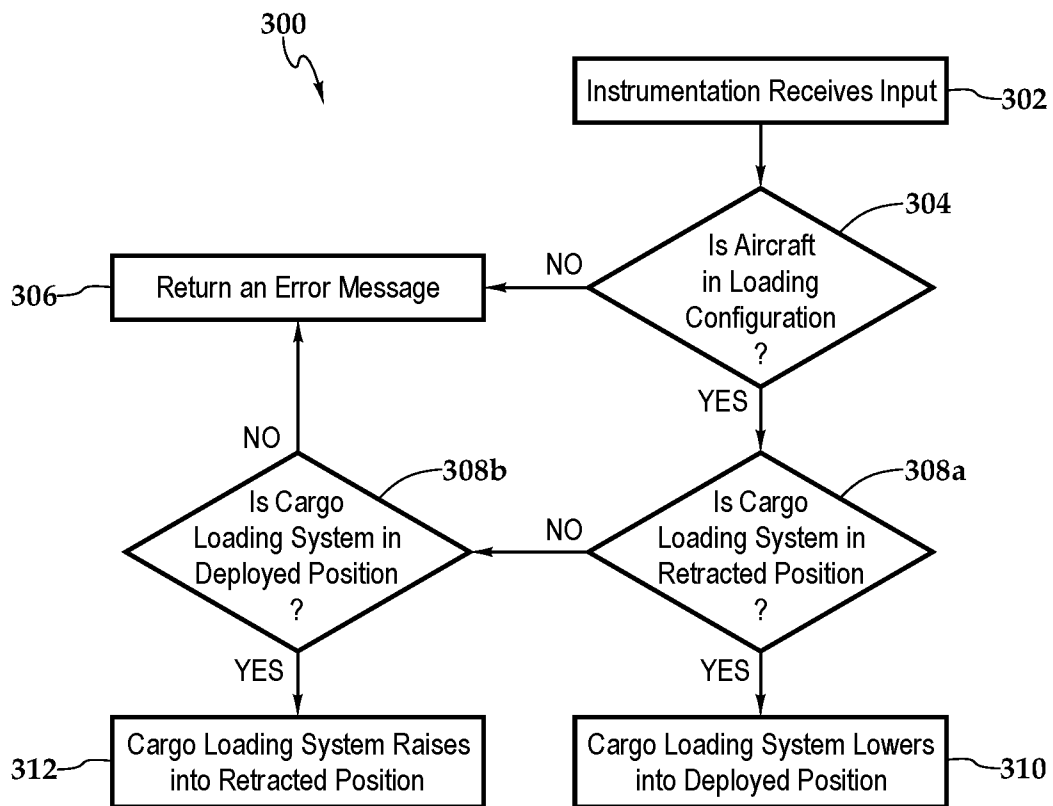 300
Instrumentation Receives Input
302
304
Is Aircraft
in Loading
Configuration
?
NO
YES
306
Return an Error Message
308a
Is Cargo
Loading System in
Retracted Position
?
NO
YES
308b
Is Cargo
Loading System in
Deployed Position
?
NO
YES
312
Cargo Loading System Raises
into Retracted Position
Cargo Loading System Lowers
into Deployed Position
310